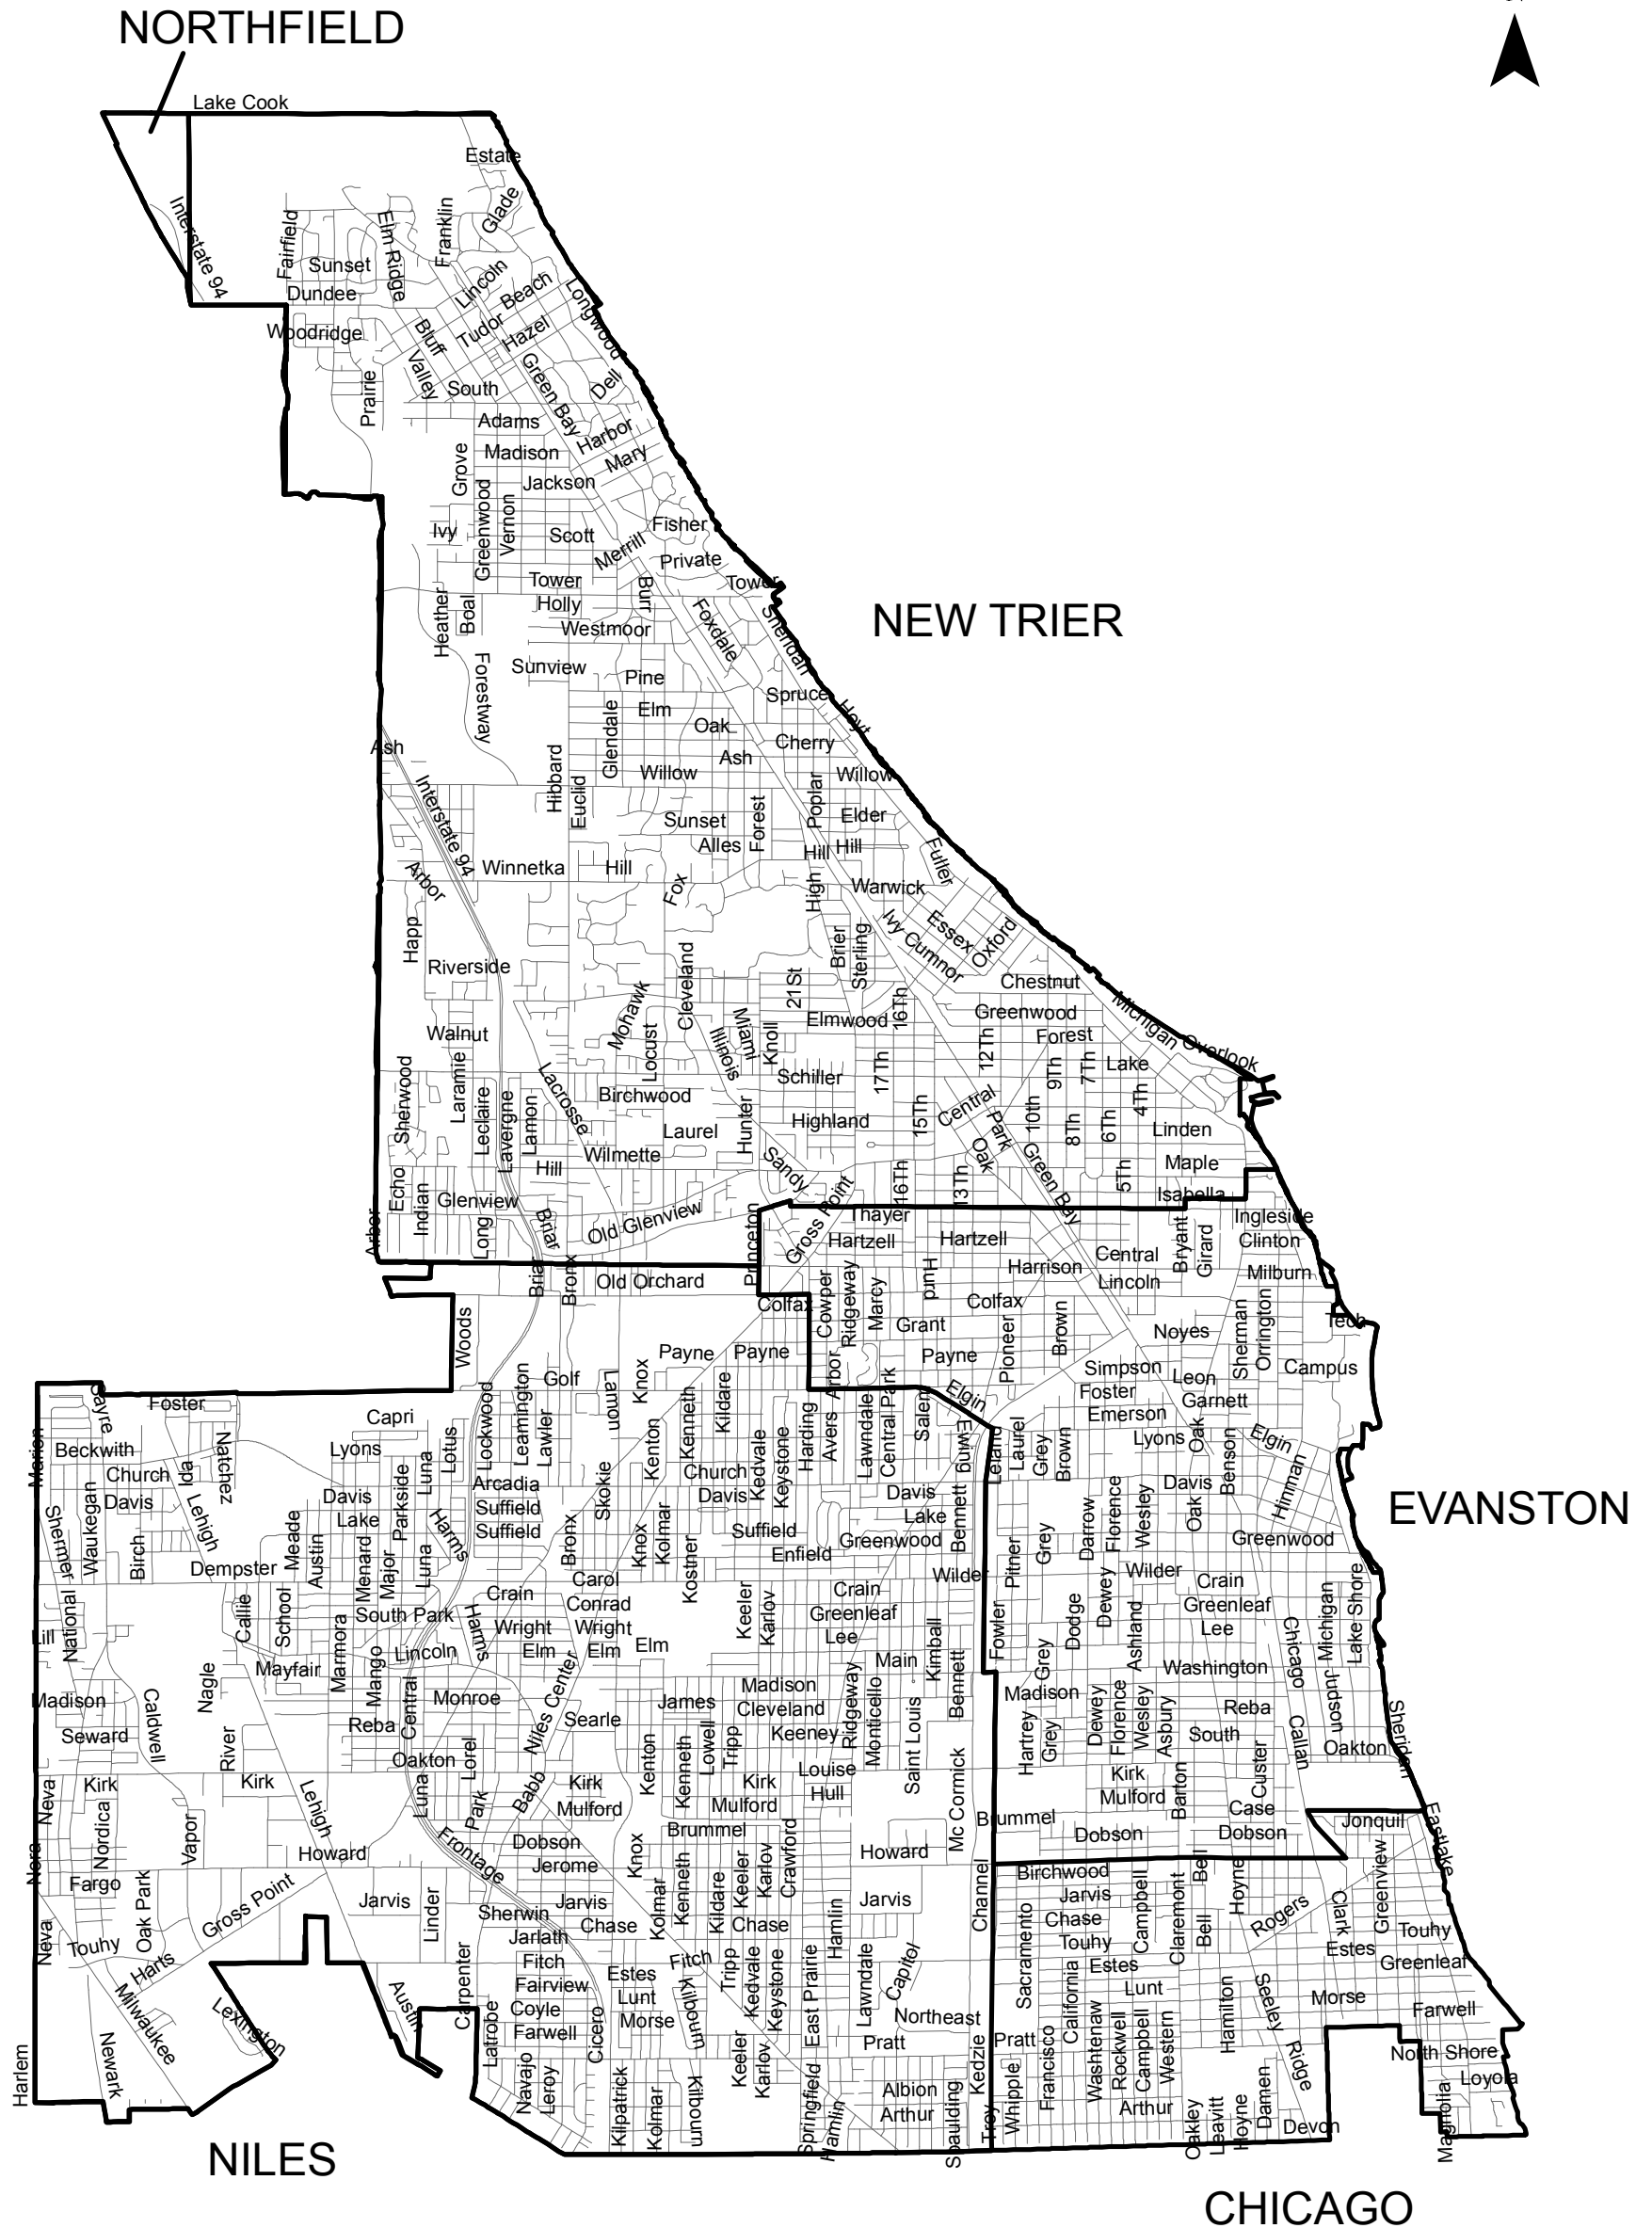 NORTHFIELD
Lake Cook
Estate
Interstate 94
Fairfield
Elm Ridge
Franklin
Glade
Sunset
Dundee
Lincoln
Beach
Longwood
Woodridge
Bluff
Tudor
Hazel
Valley
Prairie
South
Green Bay
Dell
Adams
Harbor
Madison
Mary
Grove
Jackson
Greenwood
Vernon
Ivy
Scott
Fisher
Merrill
Private
Tower
Tower
Burr
Holly
Heather
Boal
Foxdale
Sheridan
Westmoor
NEW TRIER
Sunview
Forestway
Pine
Spruce
Hoyt
Elm
Oak
Glendale
Cherry
Ash
Ash
Willow
Willow
Hibbard
Euclid
Interstate 94
Poplar
Elder
Sunset
Forest
Alles
Hill
Hill
Fuller
Winnetka
Hill
Arbor
Fox
High
Warwick
Ivy
Cumnor
Essex
Oxford
Happ
Brier
Sterling
Riverside
Cleveland
Chestnut
21St
16Th
Mohawk
Greenwood
Michigan
Overlook
Elmwood
Walnut
Miami
Illinois
Knoll
Locust
Forest
12Th
Lake
9Th
7Th
17Th
Schiller
Sherwood
Laramie
Lacrosse
Birchwood
4Th
Leclaire
Lavergne
Lamon
Hunter
Highland
15Th
Central
Park
10th
8Th
6Th
Linden
Laurel
Wilmette
Hill
Sandy
Oak
Green Bay
Maple
5Th
Echo
Indian
Glenview
16Th
13Th
Isabella
Arbor
Long
Briar
Old Glenview
Princeton
Gross Point
Thayer
Ingleside
Hartzell
Hartzell
Clinton
Central
Bryant
Girard
Briar
Bronx
Old Orchard
Hurd
Harrison
Lincoln
Milburn
Colfax
Cowper
Ridgeway
Marcy
Colfax
Grant
Pioneer
Brown
Noyes
Sherman
Orrington
Tech
Woods
Payne
Payne
Payne
Simpson
Leon
Campus
Knox
Lamon
Golf
Arbor
Foster
Garnett
Sayre
Foster
Capri
Lockwood
Leamington
Lawler
Kenneth
Kildare
Harding
Avers
Lawndale
Central Park
Salem
Elgin
Ewing
Emerson
Marion
Beckwith
Natchez
Lyons
Lotus
Luna
Kenton
Kedvale
Keystone
Leland
Laurel
Grey
Brown
Lyons
Oak
Benson
Elgin
Church
Ida
Arcadia
Church
Davis
Waukegan
Lehigh
Davis
Parkside
Suffield
Skokie
Davis
Davis
Davis
Hinman
EVANSTON
Shermer
Birch
Lake
Harms
Suffield
Bronx
Knox
Kolmar
Kostner
Suffield
Lake
Greenwood
Bennett
Grey
Darrow
Florence
Wesley
Oak
Greenwood
Dempster
Meade
Austin
Menard
Major
Luna
Enfield
Wilder
Pitner
Wilder
National
Callie
School
Crain
Carol
Conrad
Keeler
Karlov
Crain
Greenleaf
Lee
Fowler
Dodge
Dewey
Crain
Greenleaf
Lee
Michigan
Lake Shore
Lill
South Park
Harms
Wright
Wright
Marmora
Lincoln
Elm
Elm
Elm
Kimball
Ashland
Chicago
Mayfair
Mango
Main
Bennett
Grey
Washington
Nagle
Central
Niles Center
Madison
Caldwell
Monroe
James
Madison
Cleveland
Ridgeway
Monticello
Madison
Dewey
Florence
Wesley
Asbury
Reba
Judson
Seward
Reba
Searle
Keeney
Saint Louis
Hartrey
Grey
South
Callan
Oakton
Sheridan
River
Oakton
Lorel
Kenton
Kenneth
Lowell
Tripp
Louise
Mc Cormick
Custer
Neva
Kirk
Kirk
Luna
Park
Babb
Kirk
Kirk
Hull
Kirk
Nordica
Lehigh
Mulford
Mulford
Mulford
Barton
Case
Vapor
Brummel
Brummel
Jonquil
Eastlake
Nora
Howard
Frontage
Dobson
Knox
Crawford
Howard
Dobson
Dobson
Jerome
Fargo
Oak Park
Gross Point
Kenneth
Kildare
Keeler
Karlov
Channel
Birchwood
Bell
Hoyne
Greenview
Jarvis
Linder
Jarvis
Kolmar
Jarvis
Jarvis
Campbell
Claremont
Rogers
Clark
Neva
Sherwin
Chase
Chase
Hamlin
Sacramento
Chase
Bell
Touhy
Touhy
Jarlath
Touhy
Estes
Harts
Fitch
Fitch
Capitol
Estes
Greenleaf
Milwaukee
Carpenter
Fairview
Estes
Tripp
Kedvale
Keystone
East Prairie
Lawndale
California
Lunt
Seeley
Morse
Lexington
Austin
Coyle
Lunt
Kilbourn
Northeast
Hamilton
Farwell
Latrobe
Farwell
Cicero
Morse
Pratt
Pratt
Washtenaw
Rockwell
Campbell
Western
Ridge
North Shore
Harlem
Newark
Navajo
Leroy
Keeler
Karlov
Kedzie
Francisco
Loyola
Kilpatrick
Kolmar
Kilbourn
Springfield
Hamlin
Albion
Arthur
Spaulding
Troy
Whipple
Arthur
Oakley
Leavitt
Hoyne
Damen
Devon
Magnolia
NILES
CHICAGO